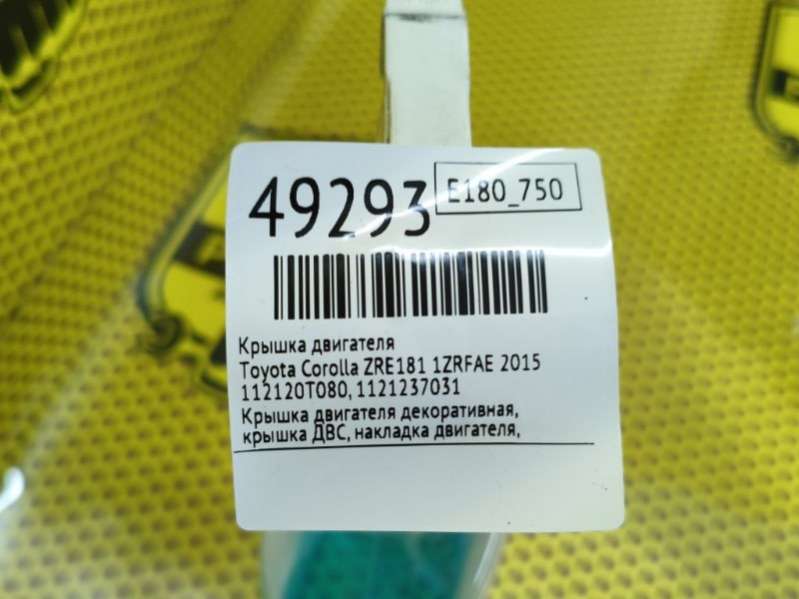 49293
E180_750
Крышка двигателя
Toyota Corolla ZRE181 1ZRFAE 2015
112120T080, 1121237031
Крышка двигателя декоративная,
крышка ДВС, накладка двигателя,